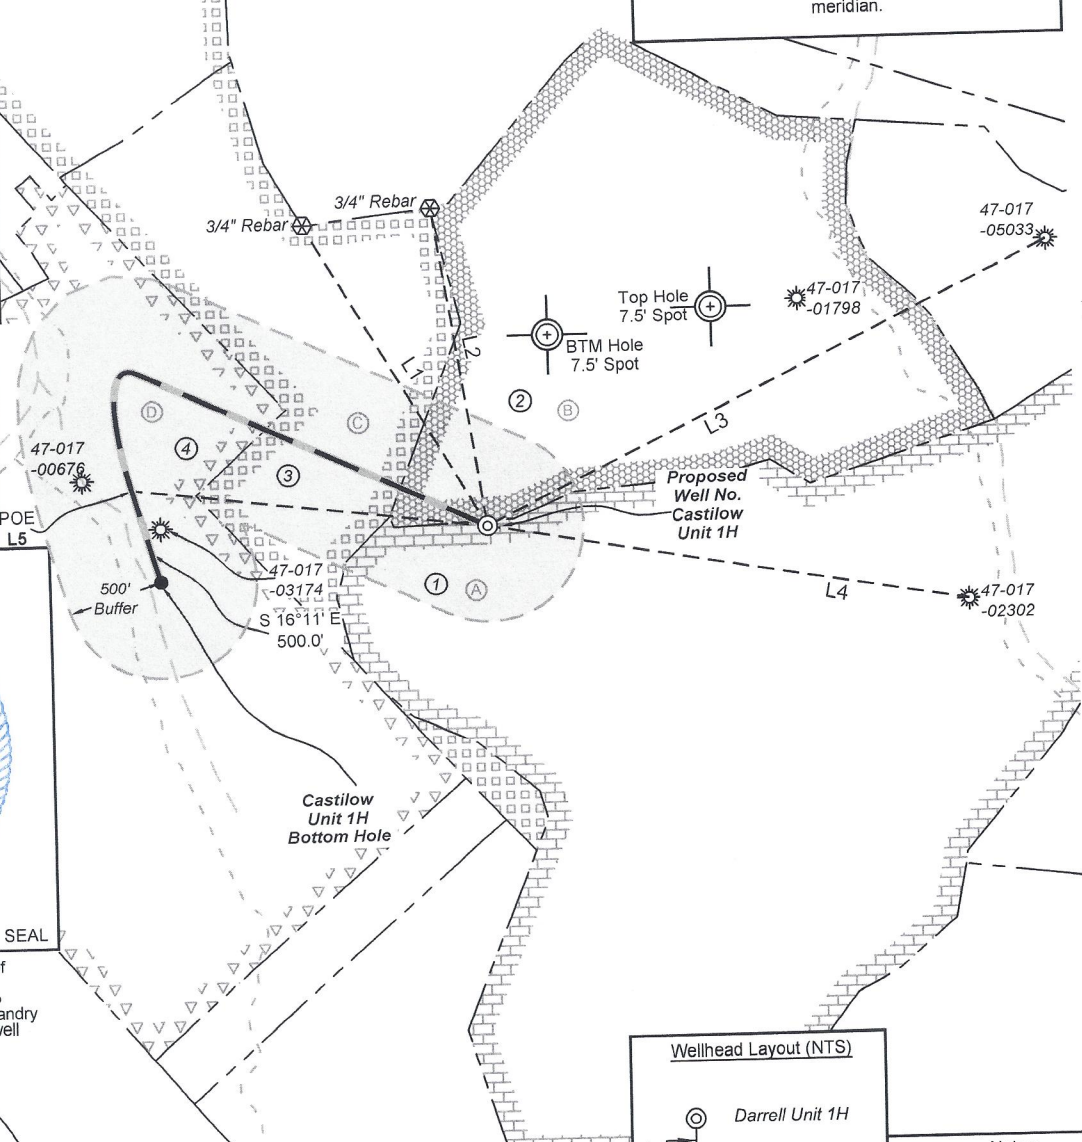 meridian.
3/4" Rebar
3/4" Rebar
47-017
-05033
Top Hole
7.5' Spot
47-017
-01798
BTM Hole
7.5' Spot
L1
L2
L3
2
B
D
C
4
3
47-017
-00676
Proposed
Well No.
Castilow
Unit 1H
POE
L5
47-017
-03174
500'
Buffer
S 16°11' E
500.0'
1
A
L4
47-017
-02302
Castilow
Unit 1H
Bottom Hole
SEAL
f
andry
vell
Wellhead Layout (NTS)
Darrell Unit 1H